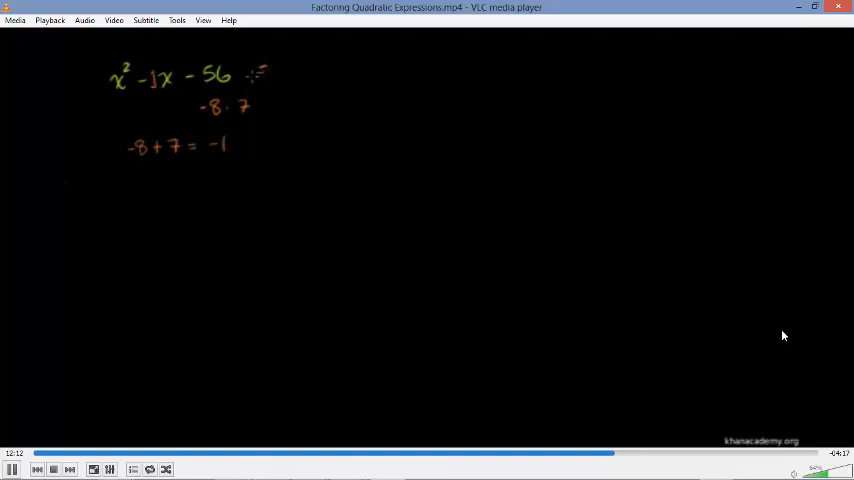 Factoring Quadratic Expressions.mp4 - VLC media player
Media Playback Audio Video Subtitle Tools View Help
x² - 1x - 56 =
-8 · 7
-8 + 7 = -1
khanacademy.org
12:12 -04:17
64%